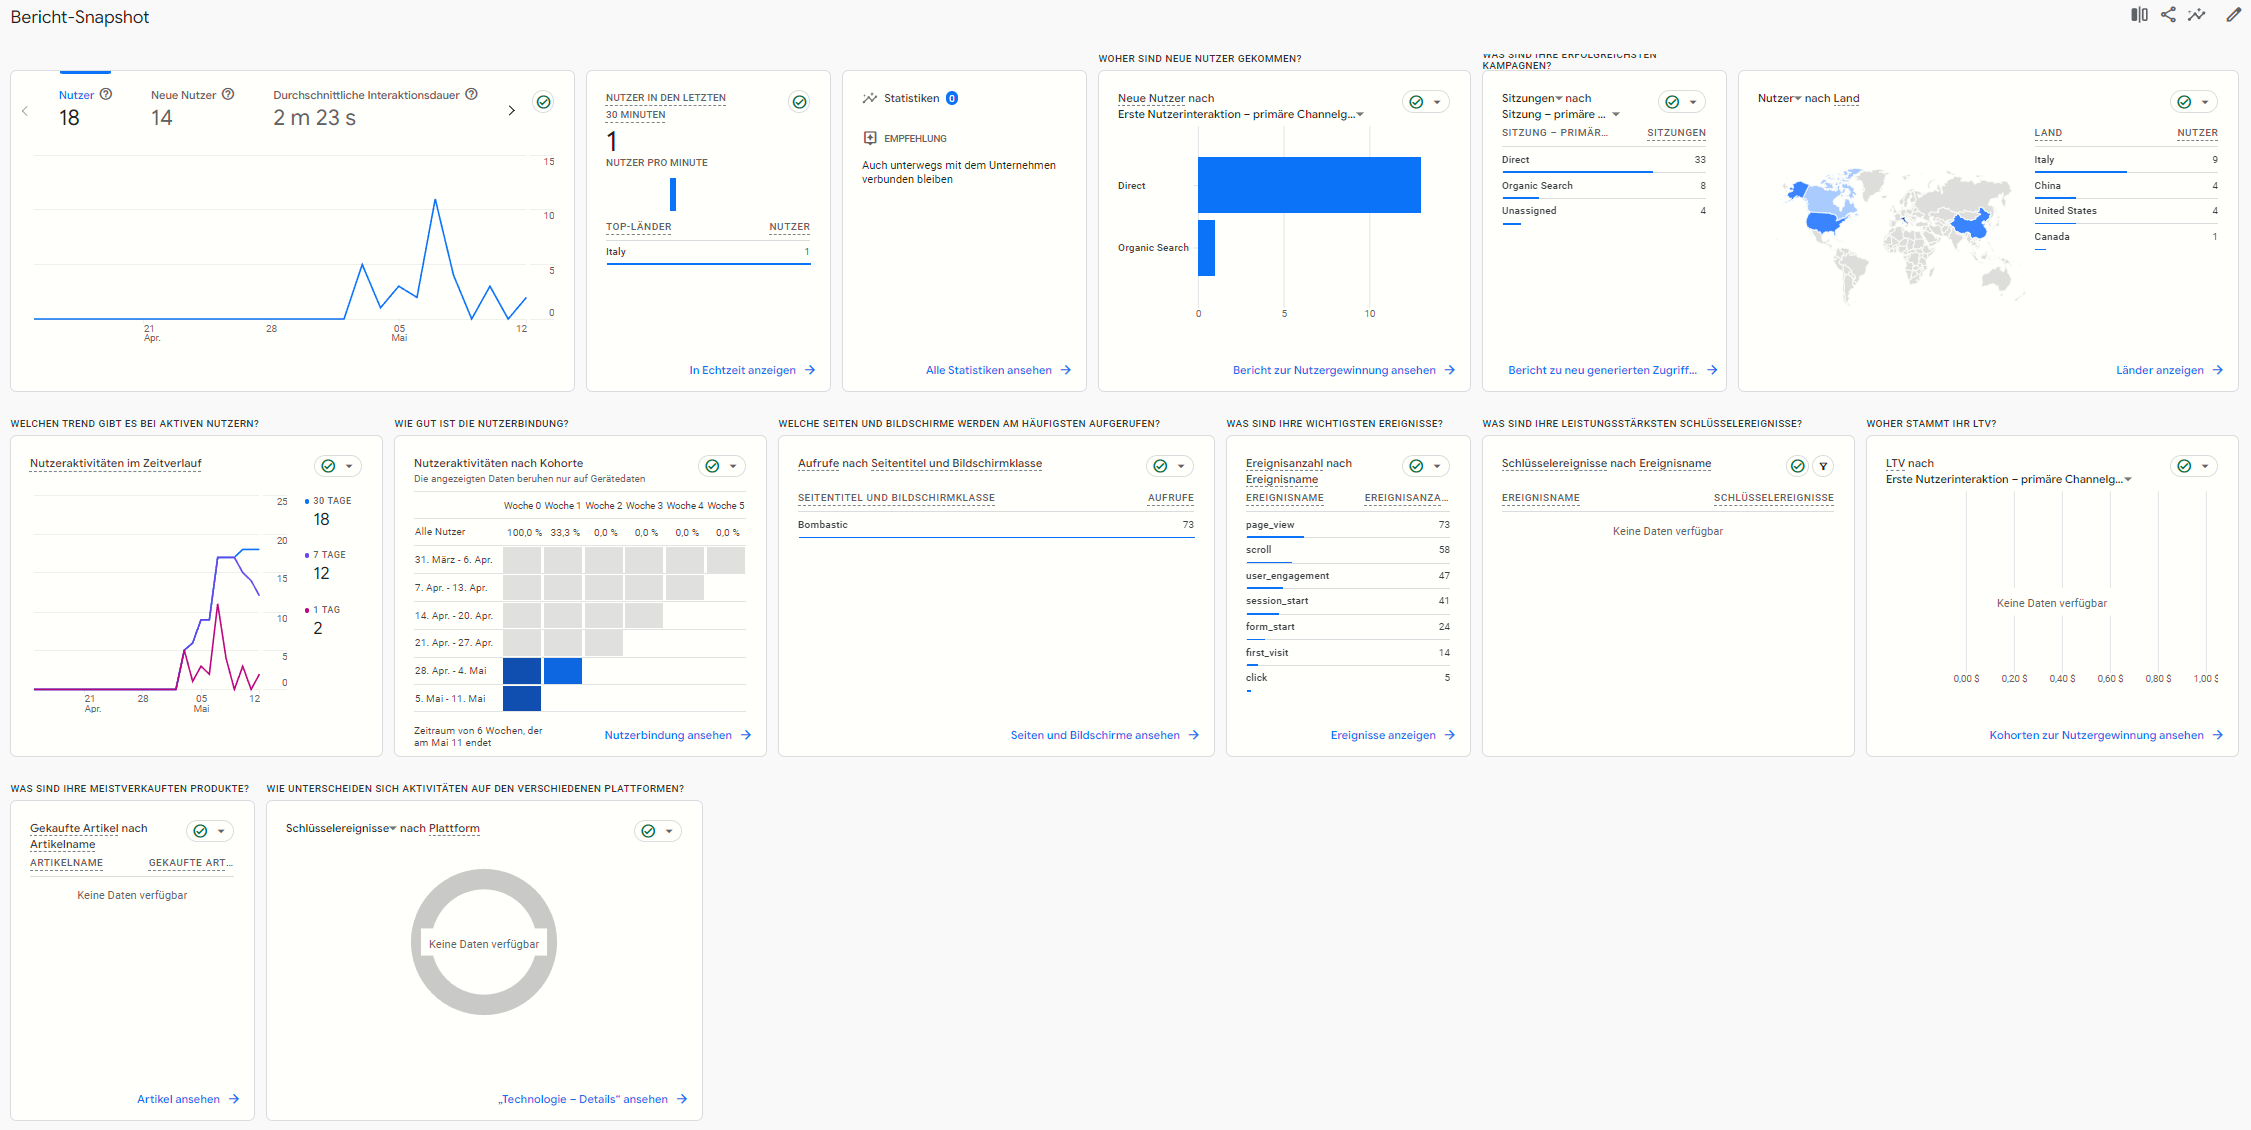 Bericht-Snapshot
Nutzer
18
Neue Nutzer
14
Durchschnittliche Interaktionsdauer
2 m 23 s
15
10
5
0
21
Apr.
28
05
Mai
12
NUTZER IN DEN LETZTEN
30 MINUTEN
1
NUTZER PRO MINUTE
TOP-LÄNDER NUTZER
Italy 1
In Echtzeit anzeigen
Statistiken 0
EMPFEHLUNG
Auch unterwegs mit dem Unternehmen
verbunden bleiben
Alle Statistiken ansehen
WOHER SIND NEUE NUTZER GEKOMMEN?
Neue Nutzer nach
Erste Nutzerinteraktion – primäre Channelg...
Direct
Organic Search
0 5 10
Bericht zur Nutzergewinnung ansehen
WAS SIND IHRE ERFOLGREICHSTEN
KAMPAGNEN?
Sitzungen nach
Sitzung – primäre ...
SITZUNG – PRIMÄR... SITZUNGEN
Direct 33
Organic Search 8
Unassigned 4
Bericht zu neu generierten Zugriff...
Nutzer nach Land
LAND NUTZER
Italy 9
China 4
United States 4
Canada 1
Länder anzeigen
WELCHEN TREND GIBT ES BEI AKTIVEN NUTZERN?
Nutzeraktivitäten im Zeitverlauf
25
20
15
10
5
0
21
Apr.
28
05
Mai
12
30 TAGE
18
7 TAGE
12
1 TAG
2
WIE GUT IST DIE NUTZERBINDUNG?
Nutzeraktivitäten nach Kohorte
Die angezeigten Daten beruhen nur auf Gerätedaten
Woche 0 Woche 1 Woche 2 Woche 3 Woche 4 Woche 5
Alle Nutzer 100,0 % 33,3 % 0,0 % 0,0 % 0,0 % 0,0 %
31. März - 6. Apr.
7. Apr. - 13. Apr.
14. Apr. - 20. Apr.
21. Apr. - 27. Apr.
28. Apr. - 4. Mai
5. Mai - 11. Mai
Zeitraum von 6 Wochen, der
am Mai 11 endet
Nutzerbindung ansehen
WELCHE SEITEN UND BILDSCHIRME WERDEN AM HÄUFIGSTEN AUFGERUFEN?
Aufrufe nach Seitentitel und Bildschirmklasse
SEITENTITEL UND BILDSCHIRMKLASSE AUFRUFE
Bombastic 73
Seiten und Bildschirme ansehen
WAS SIND IHRE WICHTIGSTEN EREIGNISSE?
Ereignisanzahl nach
Ereignisname
EREIGNISNAME EREIGNISANZA...
page_view 73
scroll 58
user_engagement 47
session_start 41
form_start 24
first_visit 14
click 5
Ereignisse anzeigen
WAS SIND IHRE LEISTUNGSSTÄRKSTEN SCHLÜSSELEREIGNISSE?
Schlüsselereignisse nach Ereignisname
EREIGNISNAME SCHLÜSSELEREIGNISSE
Keine Daten verfügbar
WOHER STAMMT IHR LTV?
LTV nach
Erste Nutzerinteraktion – primäre Channelg...
Keine Daten verfügbar
0,00 $ 0,20 $ 0,40 $ 0,60 $ 0,80 $ 1,00 $
Kohorten zur Nutzergewinnung ansehen
WAS SIND IHRE MEISTVERKAUFTEN PRODUKTE?
Gekaufte Artikel nach
Artikelname
ARTIKELNAME GEKAUFTE ART...
Keine Daten verfügbar
Artikel ansehen
WIE UNTERSCHEIDEN SICH AKTIVITÄTEN AUF DEN VERSCHIEDENEN PLATTFORMEN?
Schlüsselereignisse nach Plattform
Keine Daten verfügbar
„Technologie – Details“ ansehen